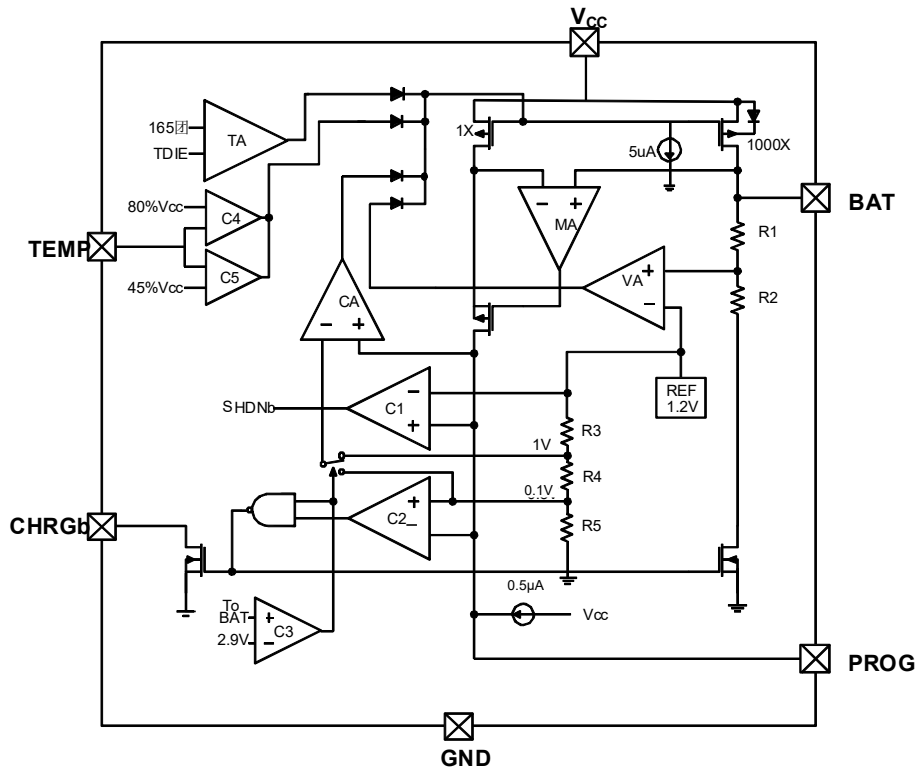 VCC
165
TDIE
TA
1X
5uA
1000X
BAT
80%Vcc
C4
TEMP
C5
45%Vcc
− +
MA
R1
VA
+
−
R2
CA
− +
SHDNb
C1
−
+
REF
1.2V
R3
1V
R4
0.1V
R5
C2
+
−
CHRGb
0.5µA
Vcc
To
BAT
2.9V
+
−
C3
PROG
GND